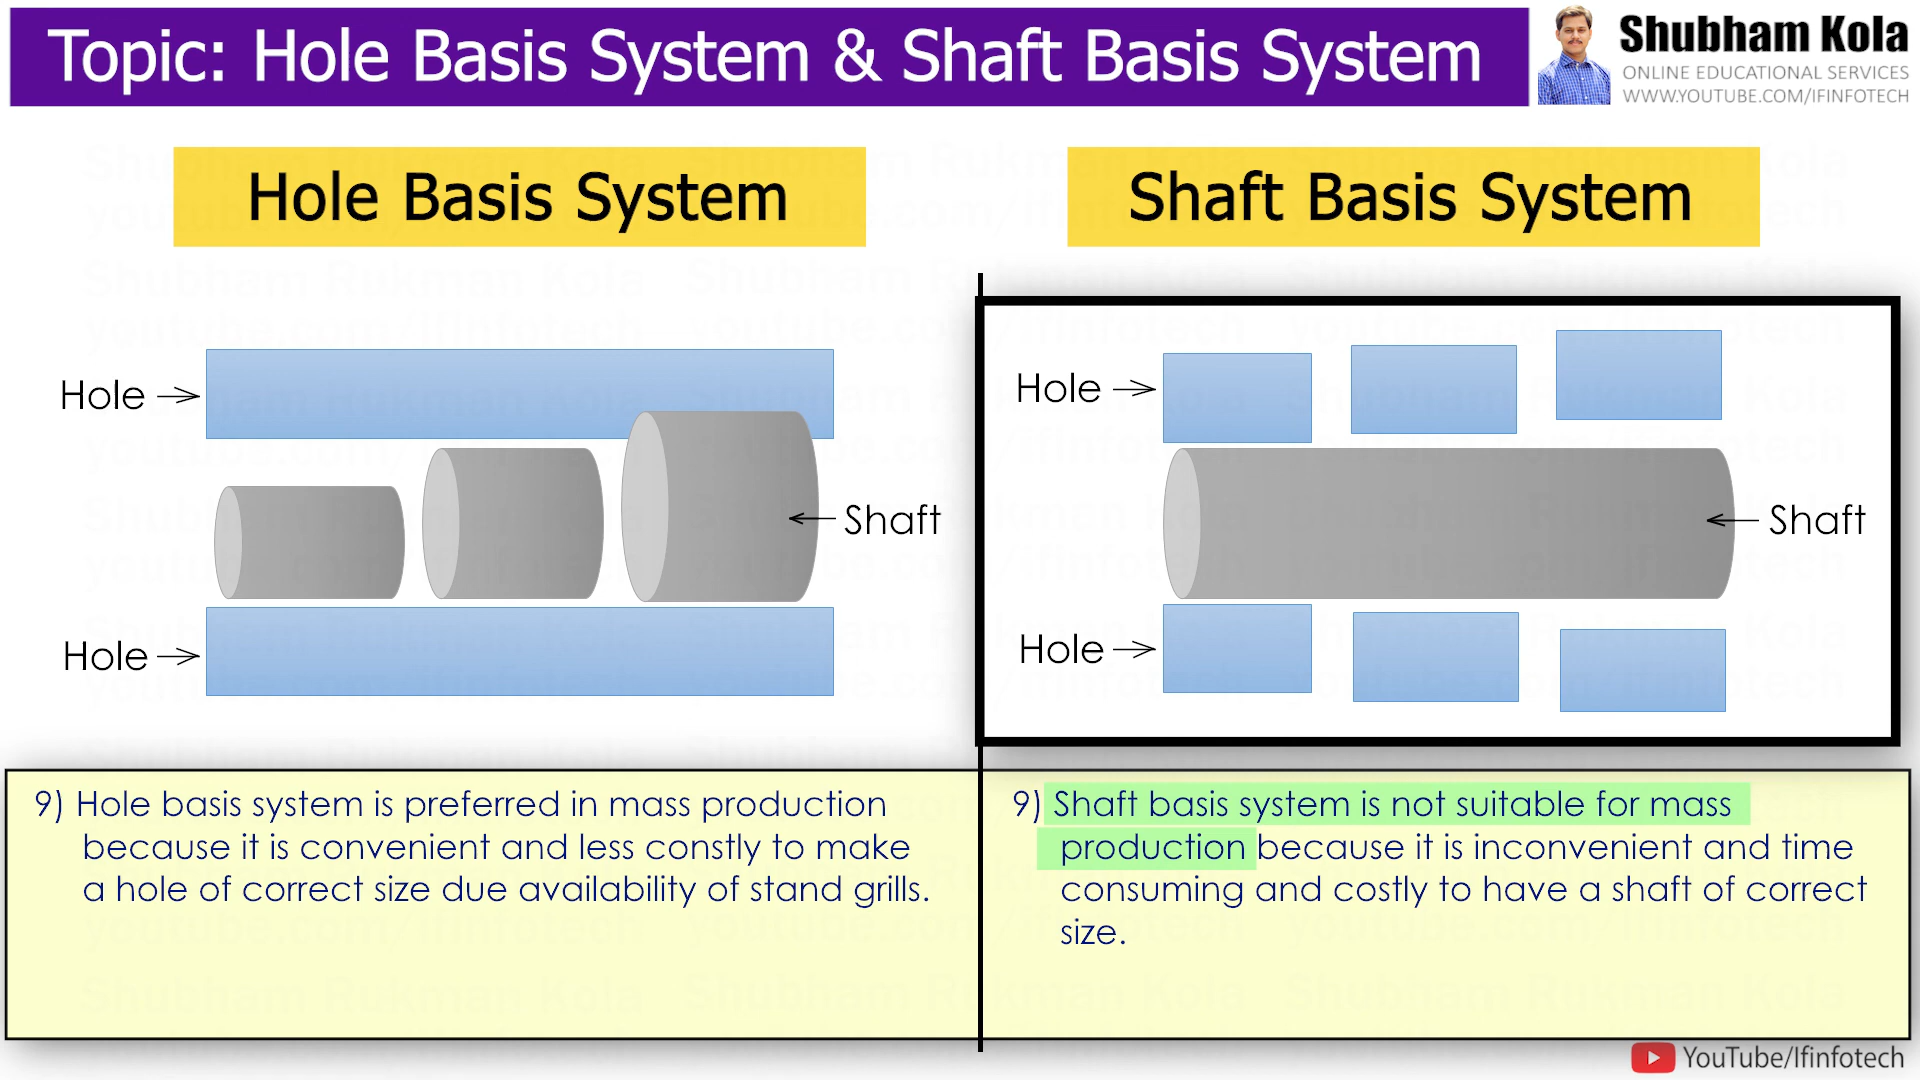 Topic: Hole Basis System & Shaft Basis System
Shubham Kola
ONLINE EDUCATIONAL SERVICES
WWW.YOUTUBE.COM/IFINFOTECH
Hole Basis System
Hole
Shaft
Hole
9) Hole basis system is preferred in mass production
because it is convenient and less constly to make
a hole of correct size due availability of stand grills.
Shaft Basis System
Hole
Shaft
Hole
9) Shaft basis system is not suitable for mass
production because it is inconvenient and time
consuming and costly to have a shaft of correct
size.
YouTube/Ifinfotech